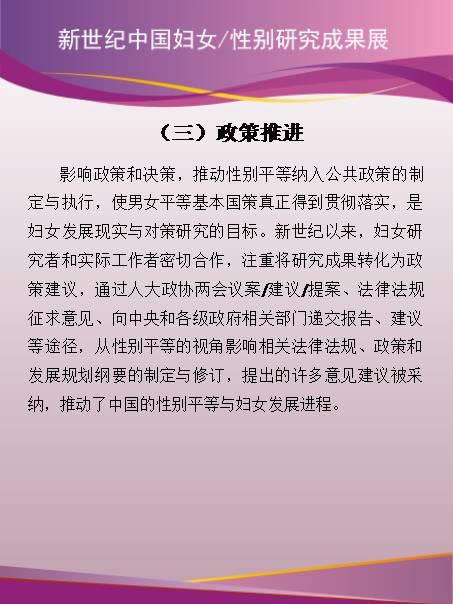 新世纪中国妇女/性别研究成果展
（三）政策推进
影响政策和决策，推动性别平等纳入公共政策的制
定与执行，使男女平等基本国策真正得到贯彻落实，是
妇女发展现实与对策研究的目标。新世纪以来，妇女研
究者和实际工作者密切合作，注重将研究成果转化为政
策建议，通过人大政协两会议案/建议/提案、法律法规
征求意见、向中央和各级政府相关部门递交报告、建议
等途径，从性别平等的视角影响相关法律法规、政策和
发展规划纲要的制定与修订，提出的许多意见建议被采
纳，推动了中国的性别平等与妇女发展进程。